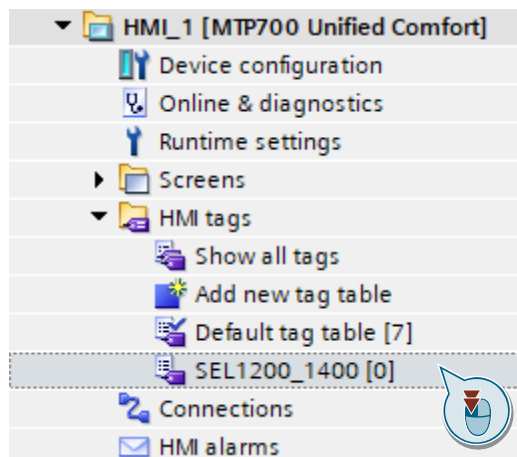 HMI_1 [MTP700 Unified Comfort]
Device configuration
Online & diagnostics
Runtime settings
Screens
HMI tags
Show all tags
Add new tag table
Default tag table [7]
SEL1200_1400 [0]
Connections
HMI alarms